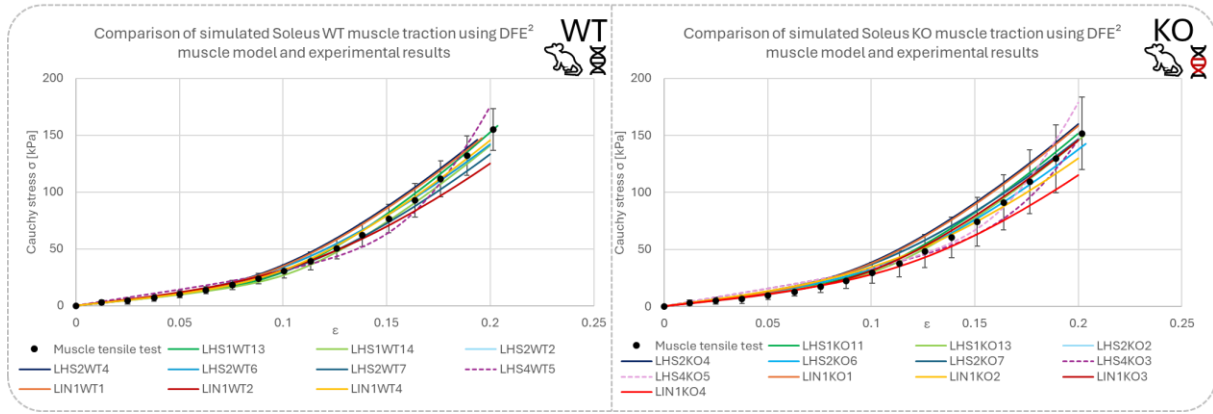 Comparison of simulated Soleus WT muscle traction using DFE²
muscle model and experimental results
WT
Cauchy stress σ [kPa]
200
150
100
50
0
0 0.05 0.1 0.15 0.2 0.25
ε
Muscle tensile test LHS1WT13 LHS1WT14 LHS2WT2
LHS2WT4 LHS2WT6 LHS2WT7 LHS4WT5
LIN1WT1 LIN1WT2 LIN1WT4
Comparison of simulated Soleus KO muscle traction using DFE²
muscle model and experimental results
KO
Cauchy stress σ [kPa]
200
150
100
50
0
0 0.05 0.1 0.15 0.2 0.25
ε
Muscle tensile test LHS1KO11 LHS1KO13 LHS2KO2
LHS2KO4 LHS2KO6 LHS2KO7 LHS4KO3
LHS4KO5 LIN1KO1 LIN1KO2 LIN1KO3
LIN1KO4